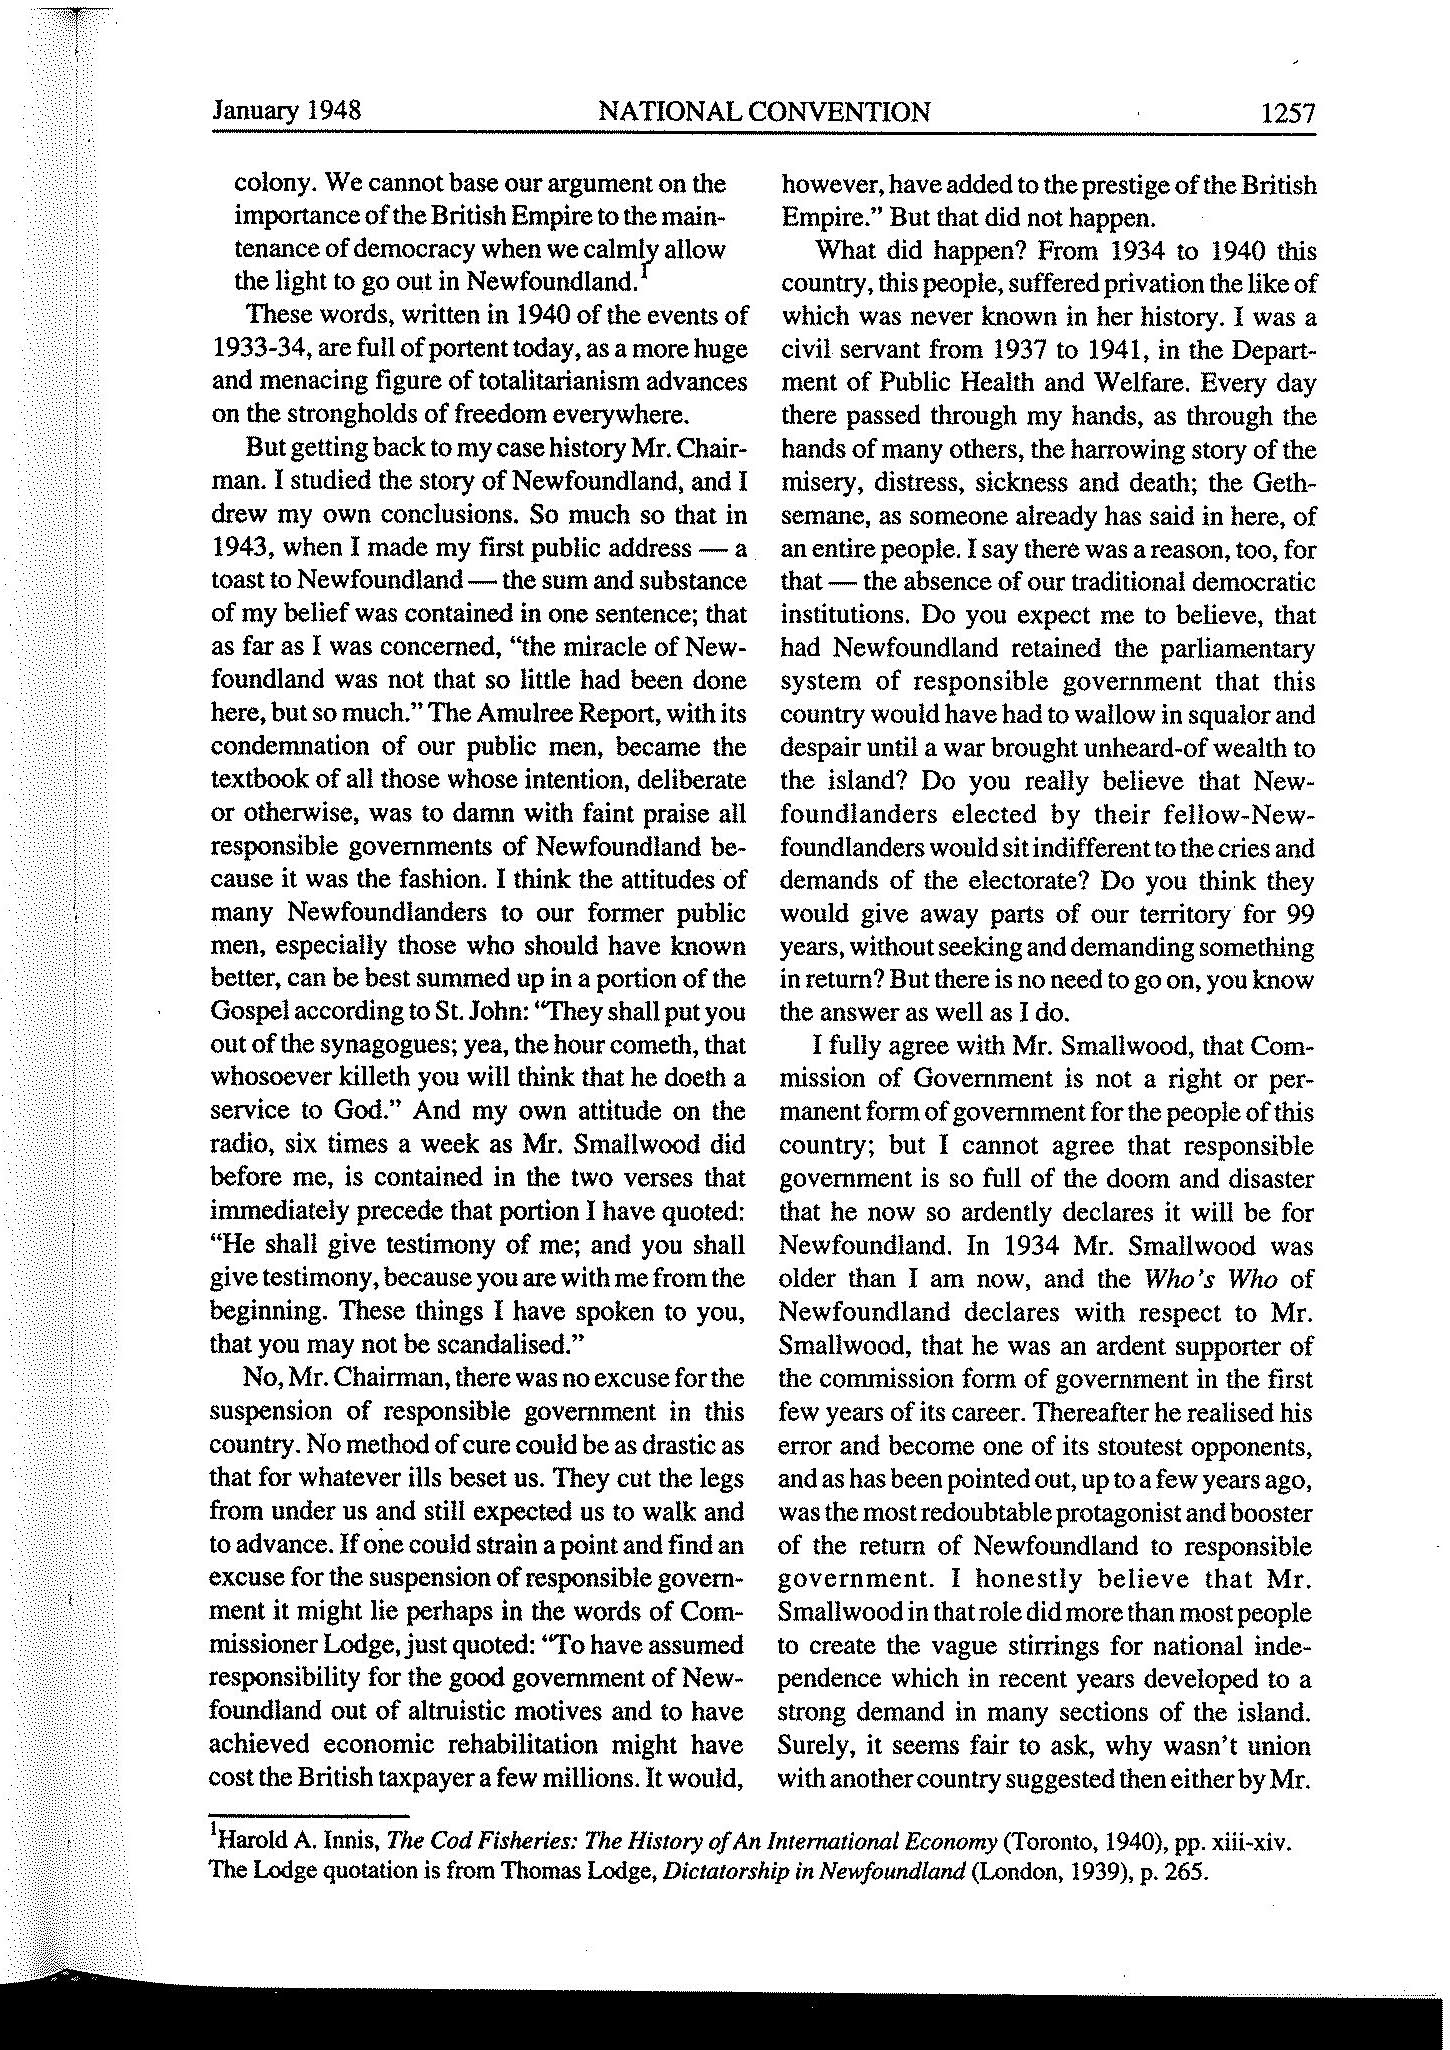 January 1948 NATIONAL CONVENTION 1257
colony. We cannot base our argument on the
importance of the British Empire to the main-
tenance of democracy when we calmly allow
the light to go out in Newfoundland.1
These words, written in 1940 of the events of
1933-34, are full of portent today, as a more huge
and menacing figure of totalitarianism advances
on the strongholds of freedom everywhere.
But getting back to my case history Mr. Chair-
man. I studied the story of Newfoundland, and I
drew my own conclusions. So much so that in
1943, when I made my first public address — a
toast to Newfoundland — the sum and substance
of my belief was contained in one sentence; that
as far as I was concerned, “the miracle of New-
foundland was not that so little had been done
here, but so much.” The Amulree Report, with its
condemnation of our public men, became the
textbook of all those whose intention, deliberate
or otherwise, was to damn with faint praise all
responsible governments of Newfoundland be-
cause it was the fashion. I think the attitudes of
many Newfoundlanders to our former public
men, especially those who should have known
better, can be best summed up in a portion of the
Gospel according to St. John: “They shall put you
out of the synagogues; yea, the hour cometh, that
whosoever killeth you will think that he doeth a
service to God.” And my own attitude on the
radio, six times a week as Mr. Smallwood did
before me, is contained in the two verses that
immediately precede that portion I have quoted:
“He shall give testimony of me; and you shall
give testimony, because you are with me from the
beginning. These things I have spoken to you,
that you may not be scandalised.”
No, Mr. Chairman, there was no excuse for the
suspension of responsible government in this
country. No method of cure could be as drastic as
that for whatever ills beset us. They cut the legs
from under us and still expected us to walk and
to advance. If one could strain a point and find an
excuse for the suspension of responsible govern-
ment it might lie perhaps in the words of Com-
missioner Lodge, just quoted: “To have assumed
responsibility for the good government of New-
foundland out of altruistic motives and to have
achieved economic rehabilitation might have
cost the British taxpayer a few millions. It would,
however, have added to the prestige of the British
Empire.” But that did not happen.
What did happen? From 1934 to 1940 this
country, this people, suffered privation the like of
which was never known in her history. I was a
civil servant from 1937 to 1941, in the Depart-
ment of Public Health and Welfare. Every day
there passed through my hands, as through the
hands of many others, the harrowing story of the
misery, distress, sickness and death; the Geth-
semane, as someone already has said in here, of
an entire people. I say there was a reason, too, for
that — the absence of our traditional democratic
institutions. Do you expect me to believe, that
had Newfoundland retained the parliamentary
system of responsible government that this
country would have had to wallow in squalor and
despair until a war brought unheard-of wealth to
the island? Do you really believe that New-
foundlanders elected by their fellow-New-
foundlanders would sit indifferent to the cries and
demands of the electorate? Do you think they
would give away parts of our territory for 99
years, without seeking and demanding something
in return? But there is no need to go on, you know
the answer as well as I do.
I fully agree with Mr. Smallwood, that Com-
mission of Government is not a right or per-
manent form of government for the people of this
country; but I cannot agree that responsible
government is so full of the doom and disaster
that he now so ardently declares it will be for
Newfoundland. In 1934 Mr. Smallwood was
older than I am now, and the Who's Who of
Newfoundland declares with respect to Mr.
Smallwood, that he was an ardent supporter of
the commission form of government in the first
few years of its career. Thereafter he realised his
error and become one of its stoutest opponents,
and as has been pointed out, up to a few years ago,
was the most redoubtable protagonist and booster
of the return of Newfoundland to responsible
government. I honestly believe that Mr.
Smallwood in that role did more than most people
to create the vague stirrings for national inde-
pendence which in recent years developed to a
strong demand in many sections of the island.
Surely, it seems fair to ask, why wasn't union
with another country suggested then either by Mr.
1Harold A. Innis, The Cod Fisheries: The History of An International Economy (Toronto, 1940), pp. xiii-xiv.
The Lodge quotation is from Thomas Lodge, Dictatorship in Newfoundland (London, 1939), p. 265.